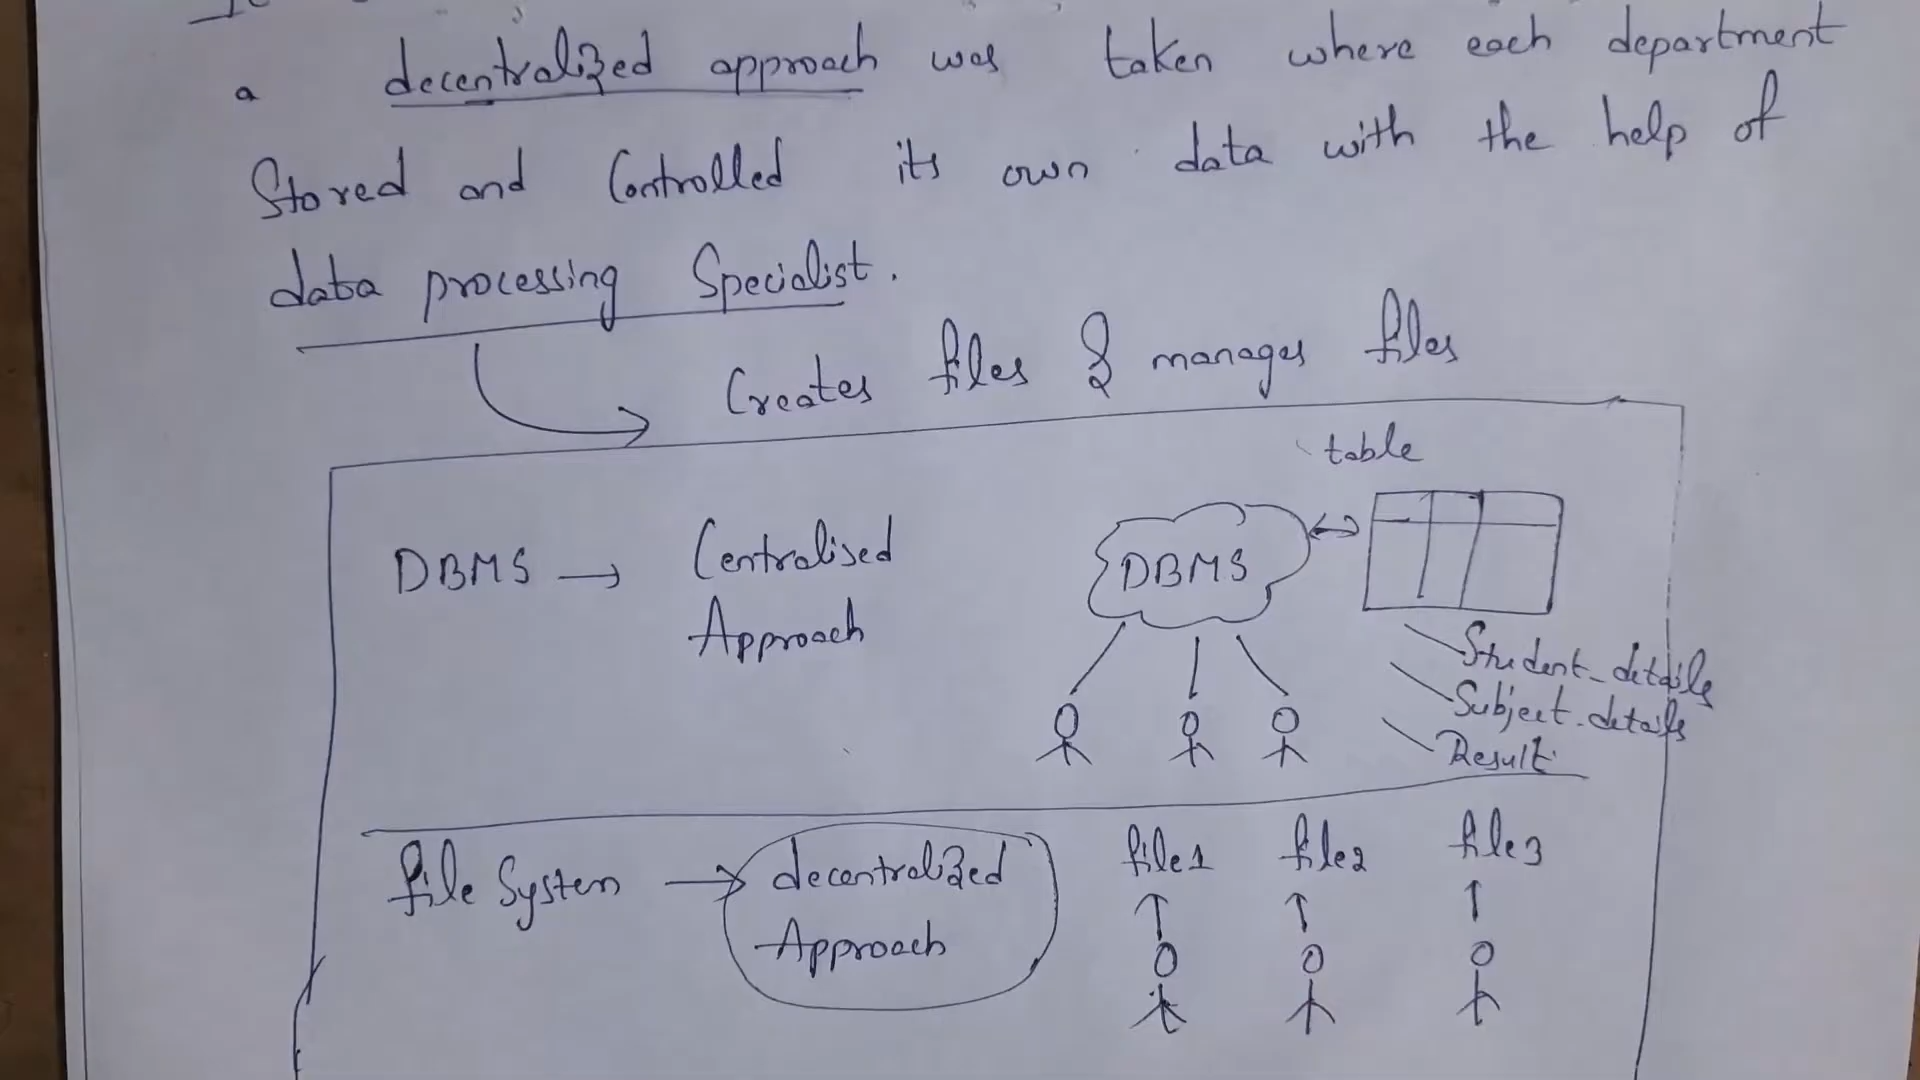 a decentralized approach was taken where each department
Stored and Controlled its own data with the help of
data processing Specialist.
Creates files & manages files
table
DBMS → Centralised
Approach
DBMS
Student_details
Subject_details
Result
file System → decentralized
Approach
file1 file2 file3